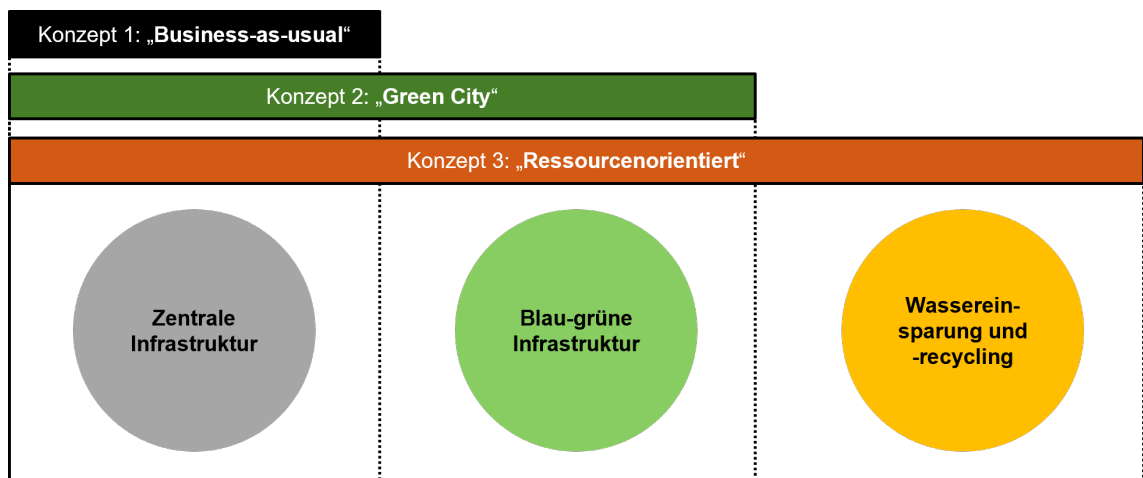 Konzept 1: „Business-as-usual“
Konzept 2: „Green City“
Konzept 3: „Ressourcenorientiert“
Zentrale
Infrastruktur
Blau-grüne
Infrastruktur
Wasserein-
sparung und
-recycling